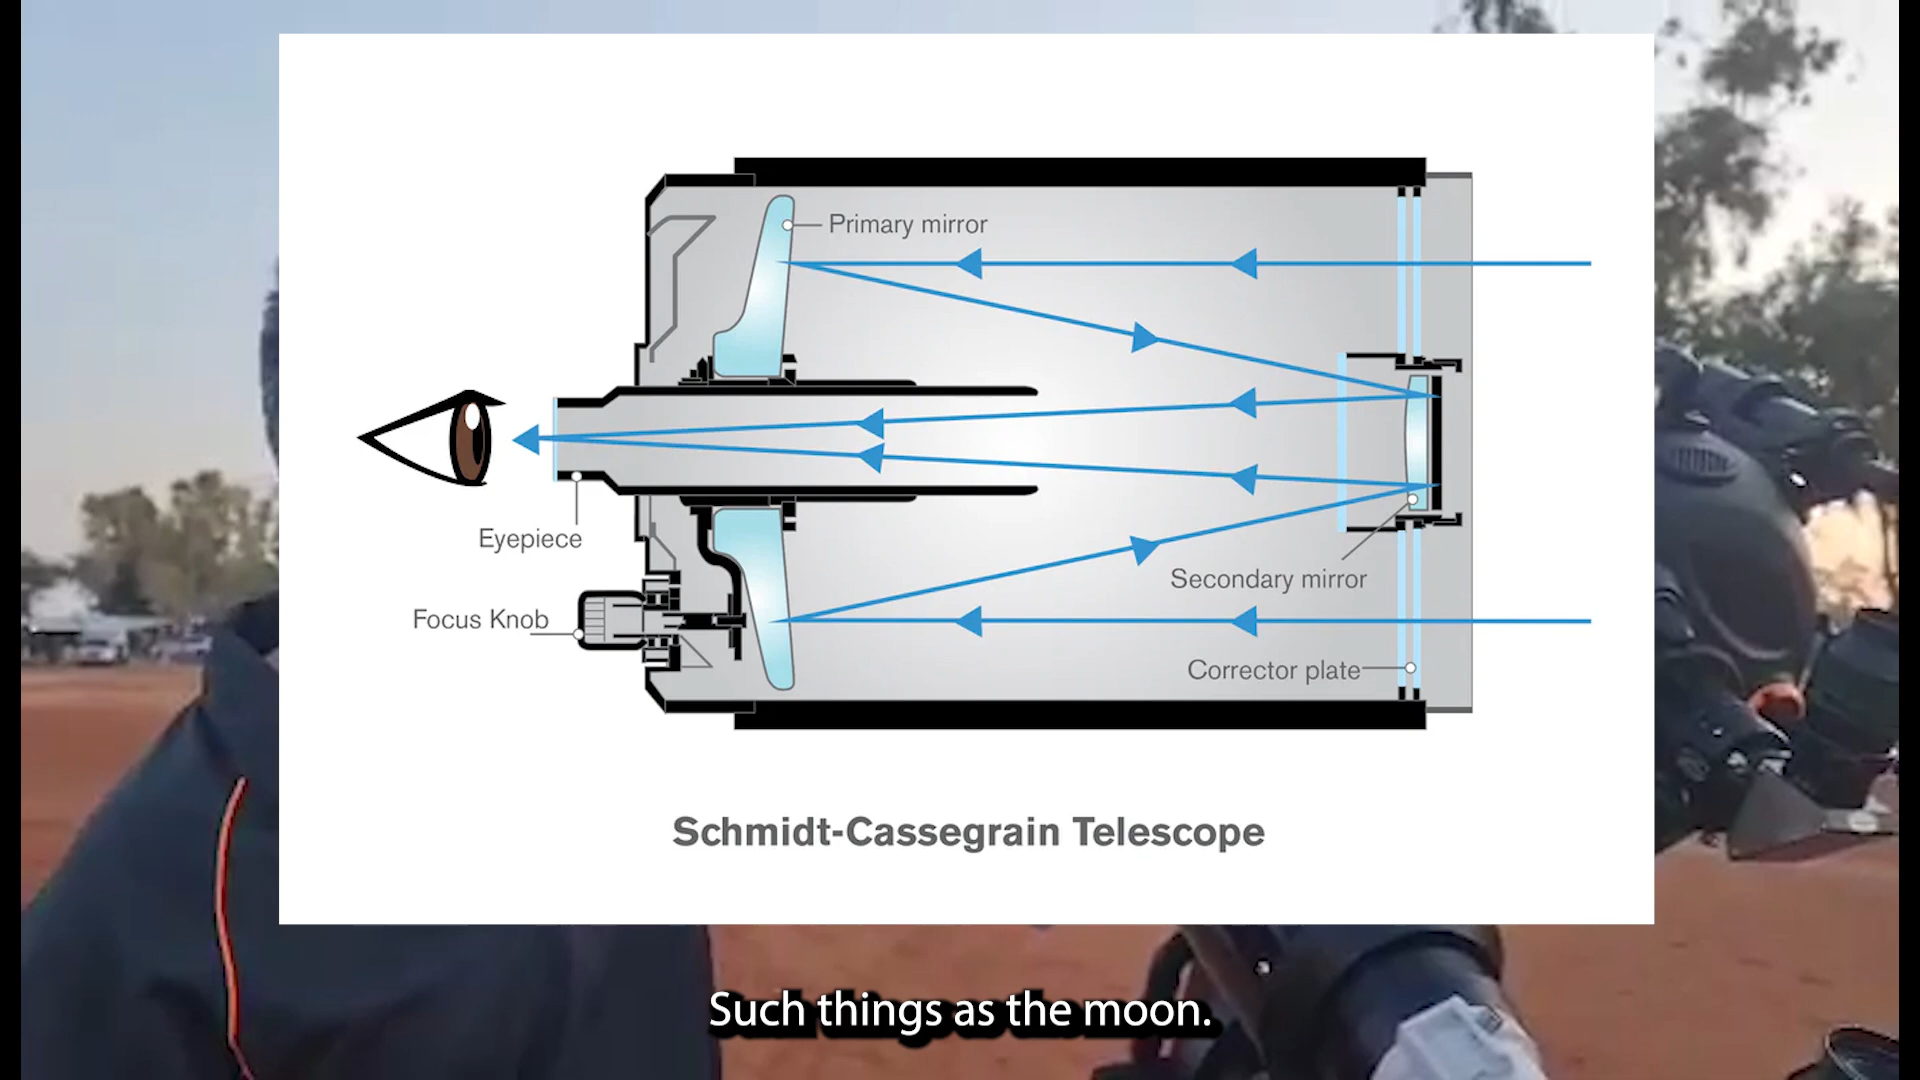 Primary mirror
Eyepiece
Secondary mirror
Focus Knob
Corrector plate
Schmidt-Cassegrain Telescope
Such things as the moon.